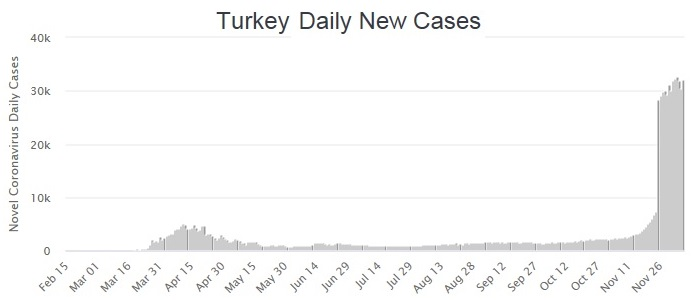 Turkey Daily New Cases
Novel Coronavirus Daily Cases
40k
30k
20k
10k
0
Feb 15
Mar 01
Mar 16
Mar 31
Apr 15
Apr 30
May 15
May 30
Jun 14
Jun 29
Jul 14
Jul 29
Aug 13
Aug 28
Sep 12
Sep 27
Oct 12
Oct 27
Nov 11
Nov 26